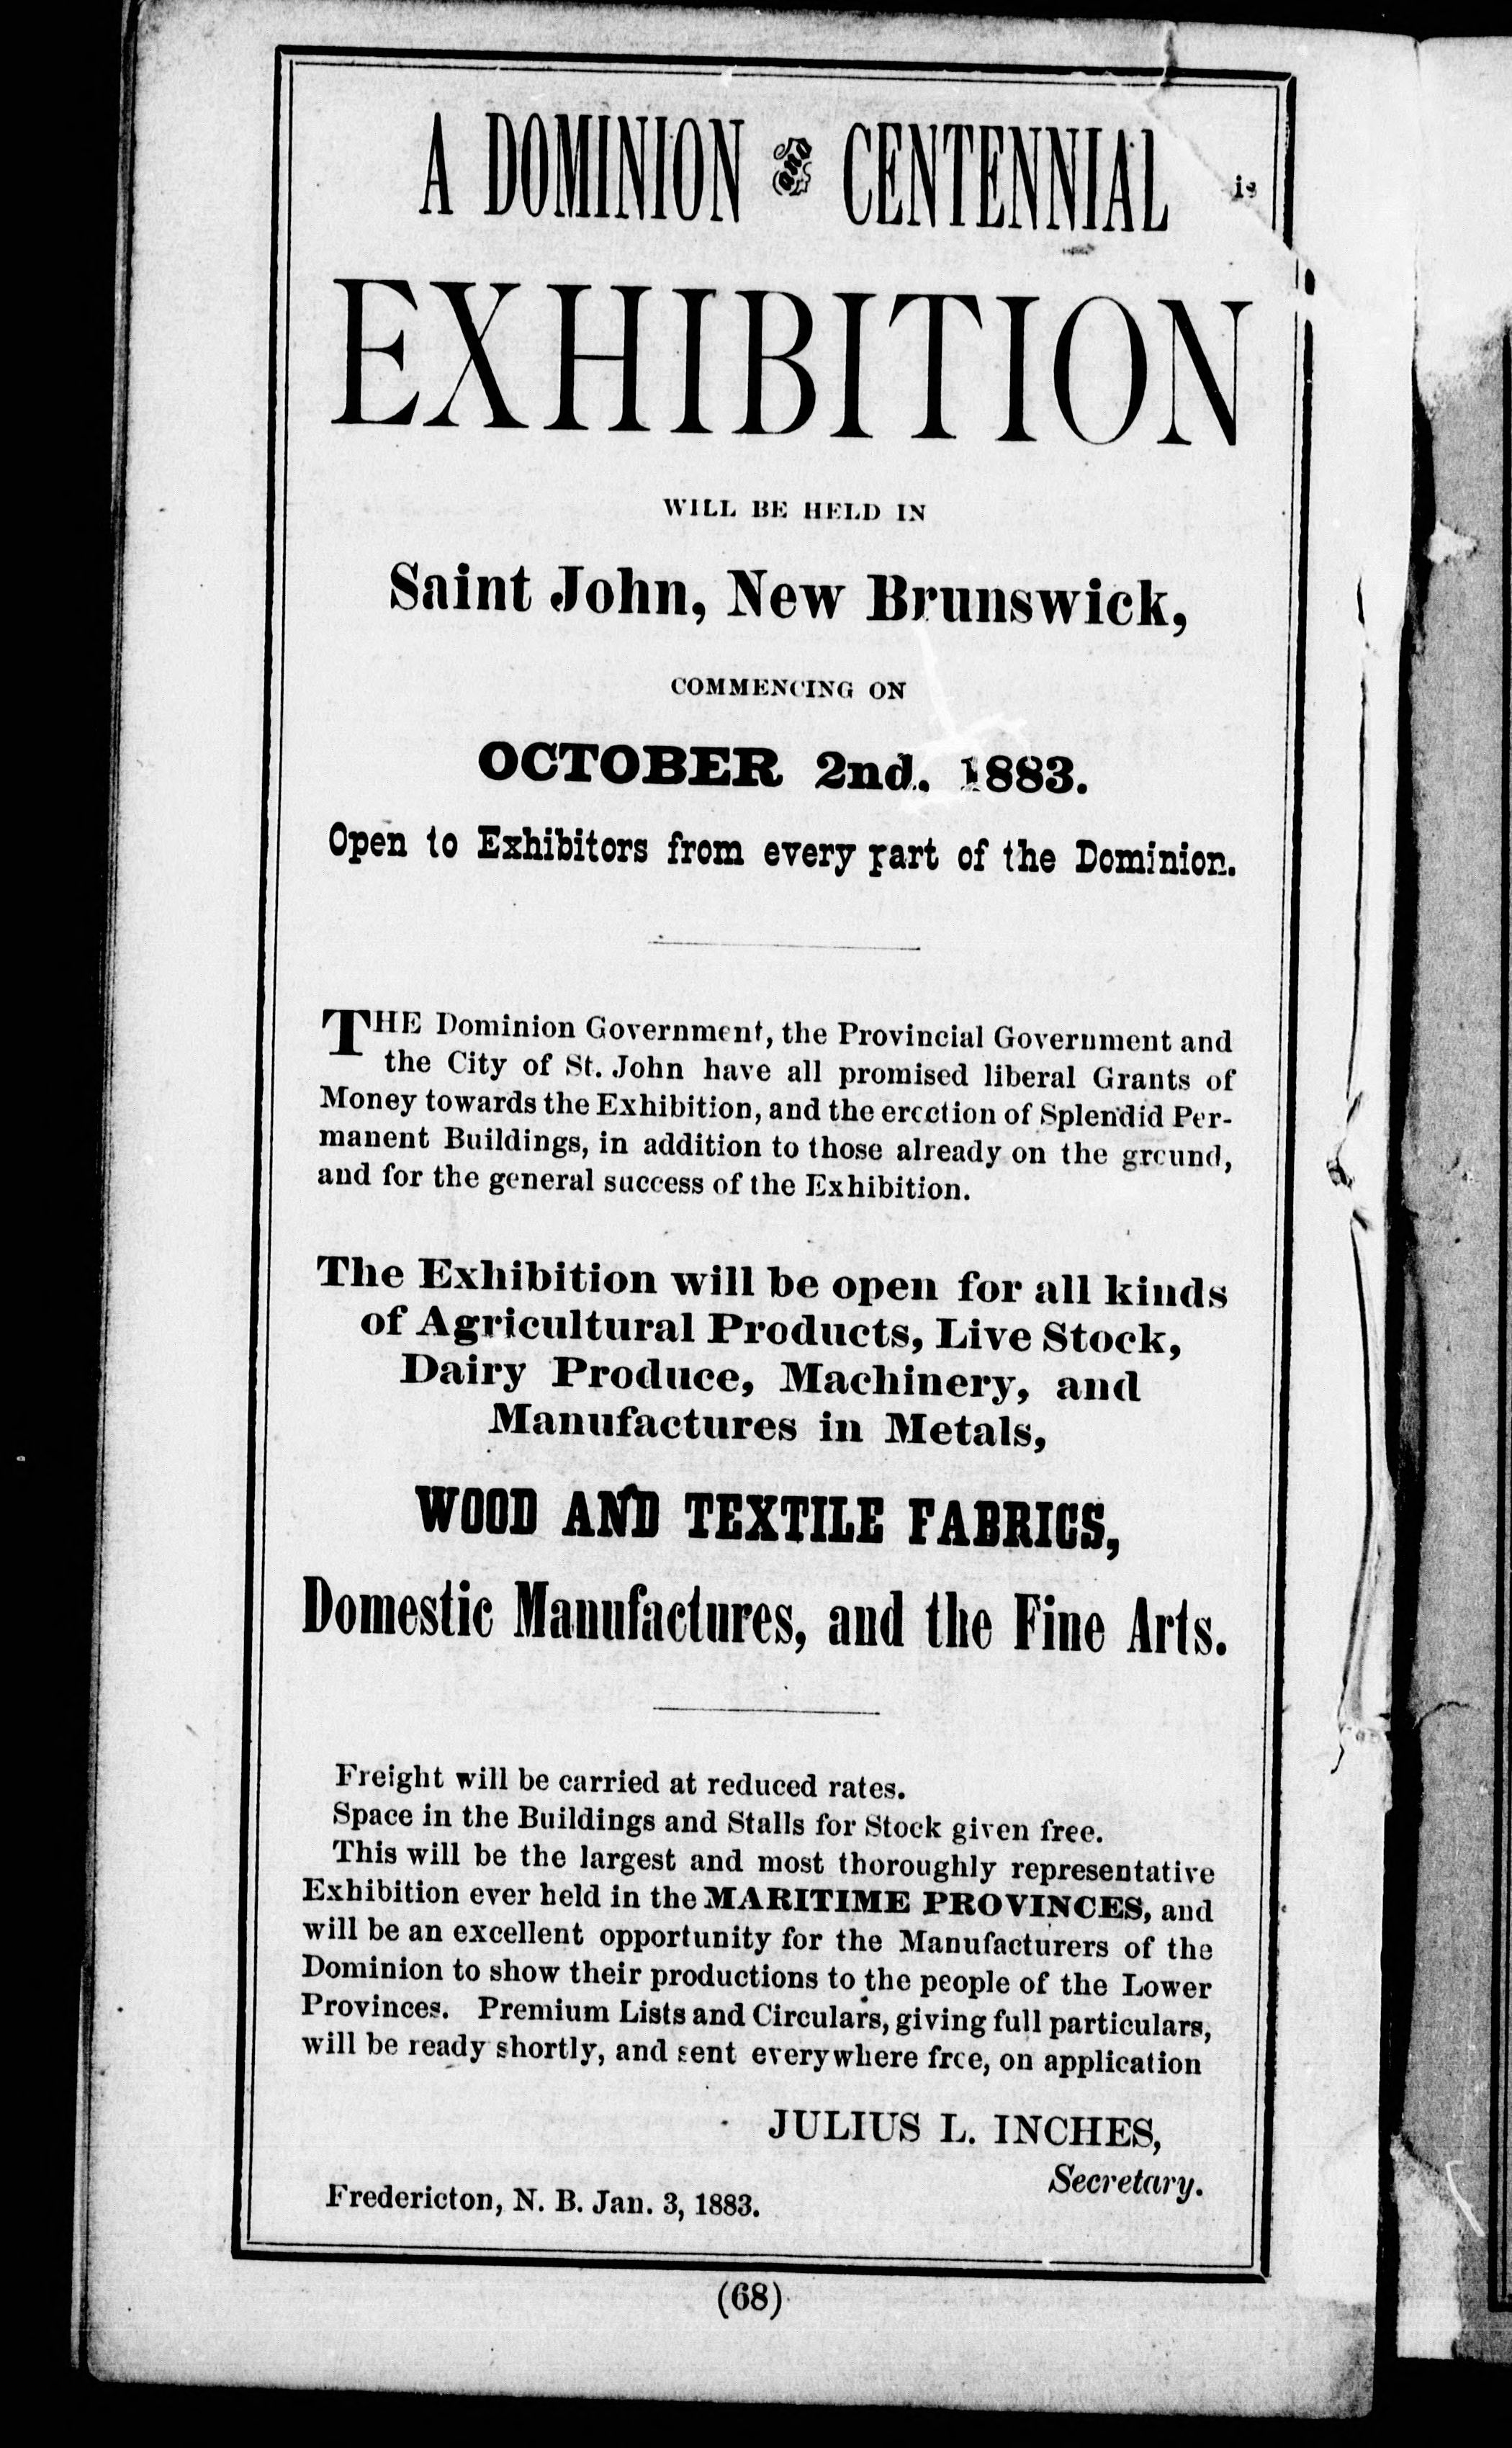 A DOMINION and CENTENNIAL
EXHIBITION
WILL BE HELD IN
Saint John, New Brunswick,
COMMENCING ON
OCTOBER 2nd. 1883.
Open to Exhibitors from every part of the Dominion.
THE Dominion Government, the Provincial Government and
the City of St. John have all promised liberal Grants of
Money towards the Exhibition, and the erection of Splendid Per-
manent Buildings, in addition to those already on the ground,
and for the general success of the Exhibition.
The Exhibition will be open for all kinds
of Agricultural Products, Live Stock,
Dairy Produce, Machinery, and
Manufactures in Metals,
WOOD AND TEXTILE FABRICS,
Domestic Manufactures, and the Fine Arts.
Freight will be carried at reduced rates.
Space in the Buildings and Stalls for Stock given free.
This will be the largest and most thoroughly representative
Exhibition ever held in the MARITIME PROVINCES, and
will be an excellent opportunity for the Manufacturers of the
Dominion to show their productions to the people of the Lower
Provinces. Premium Lists and Circulars, giving full particulars,
will be ready shortly, and sent everywhere free, on application
JULIUS L. INCHES,
Secretary.
Fredericton, N. B. Jan. 3, 1883.
(68)